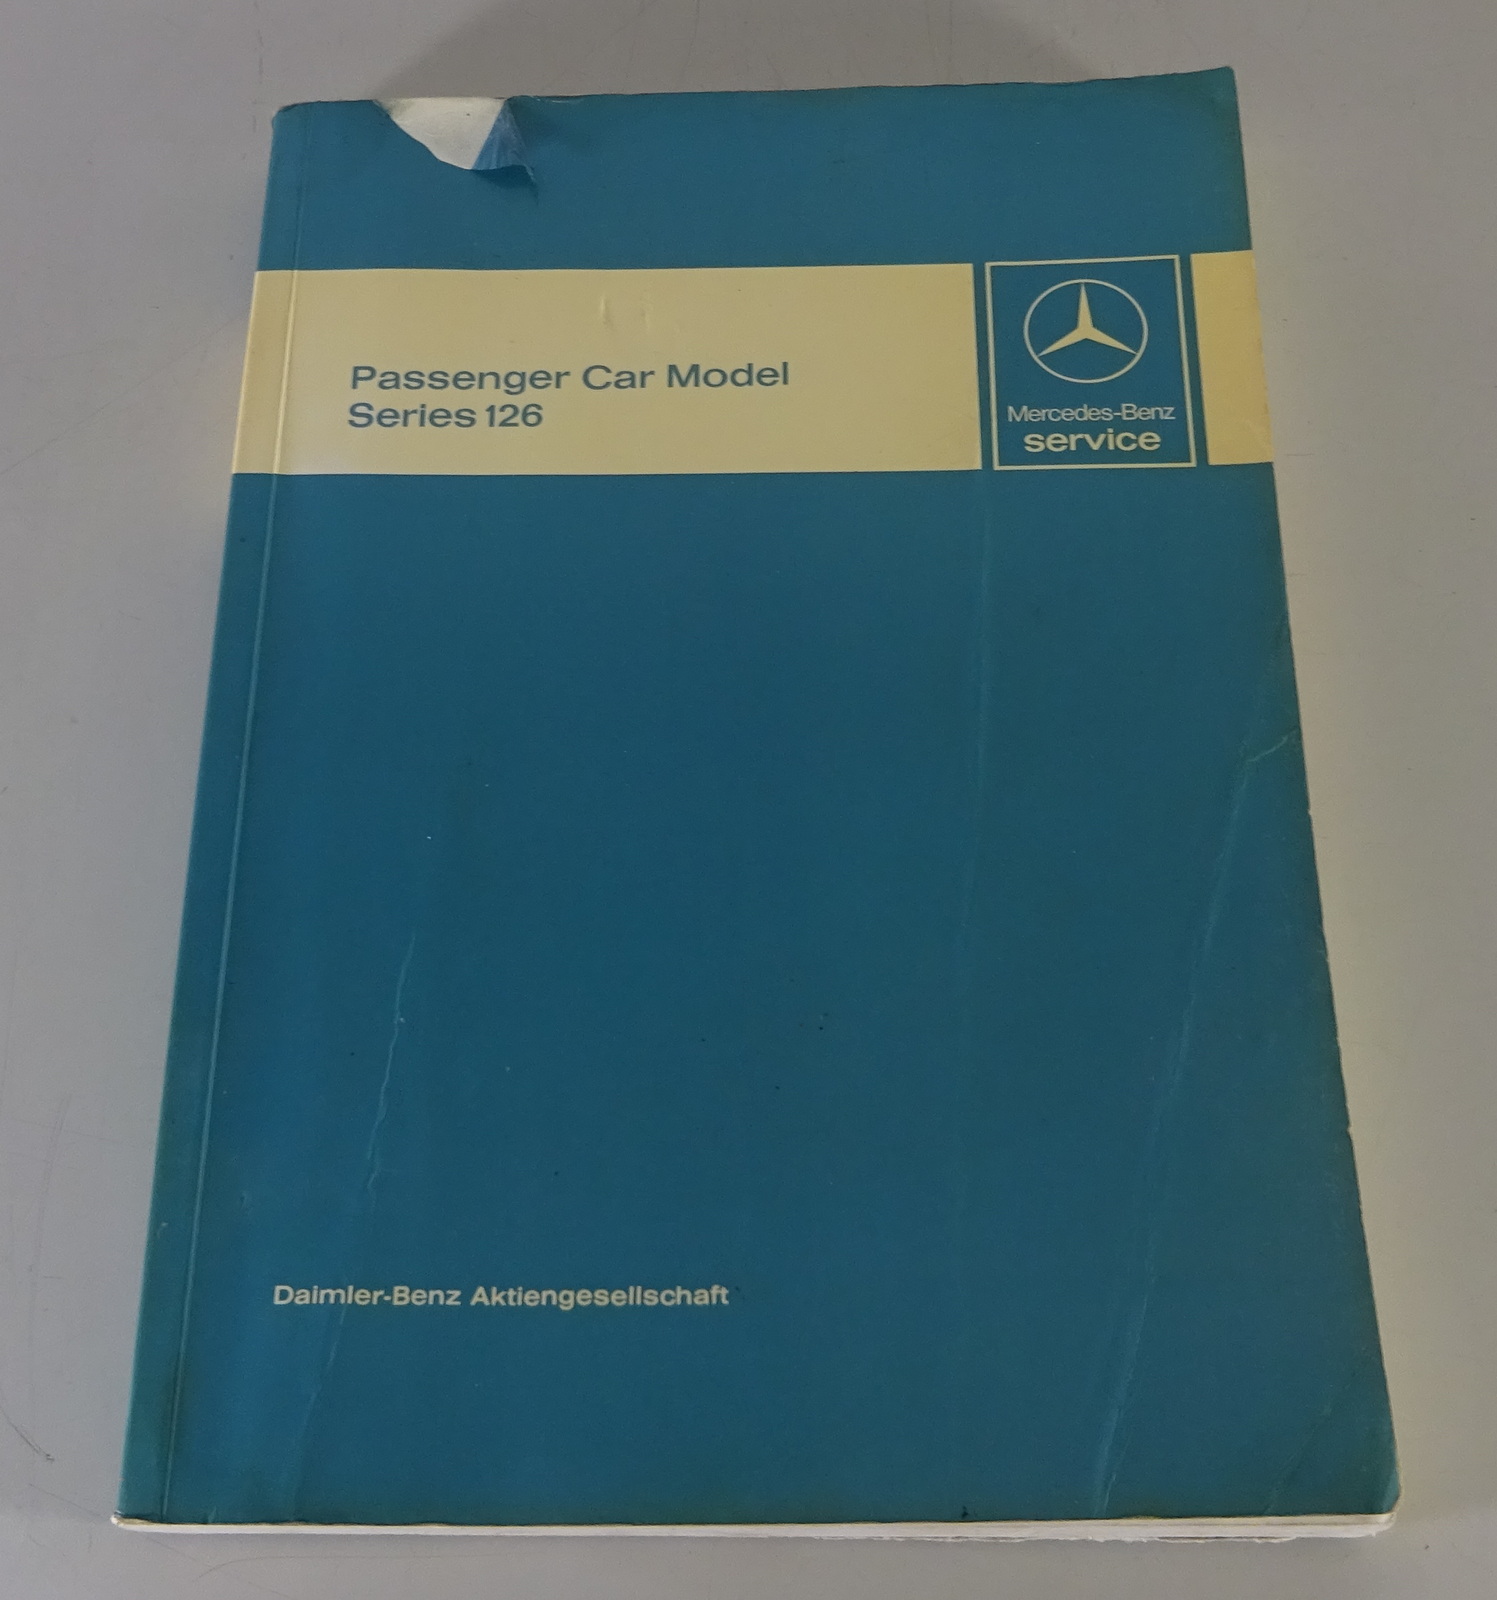 Passenger Car Model
Series 126
Mercedes-Benz
service
Daimler-Benz Aktiengesellschaft